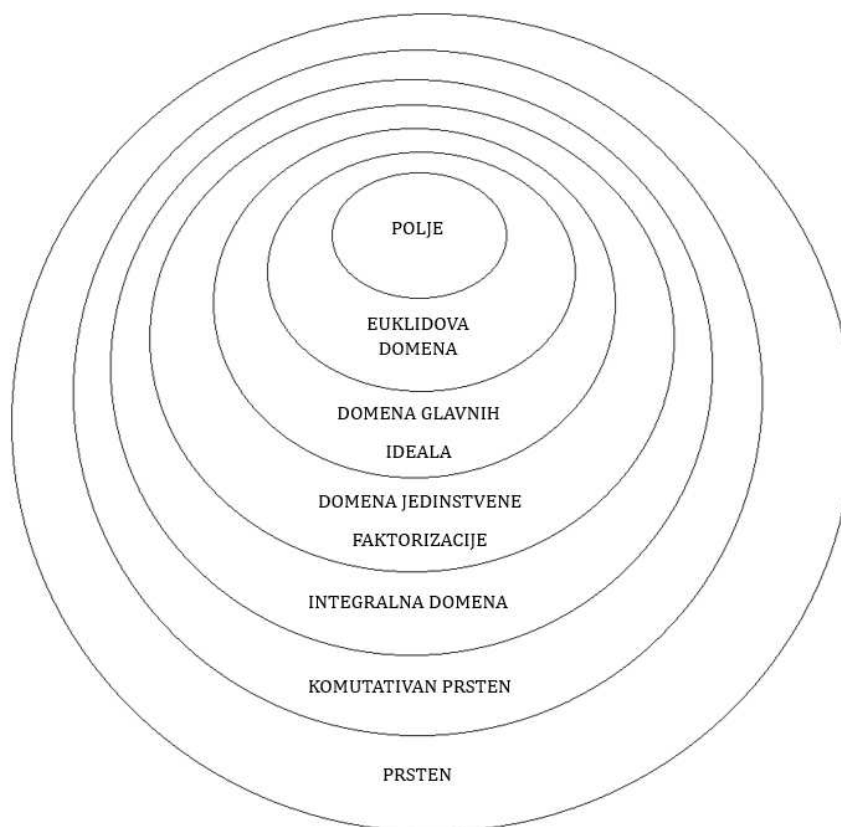 POLJE
EUKLIDOVA
DOMENA
DOMENA GLAVNIH
IDEALA
DOMENA JEDINSTVENE
FAKTORIZACIJE
INTEGRALNA DOMENA
KOMUTATIVAN PRSTEN
PRSTEN